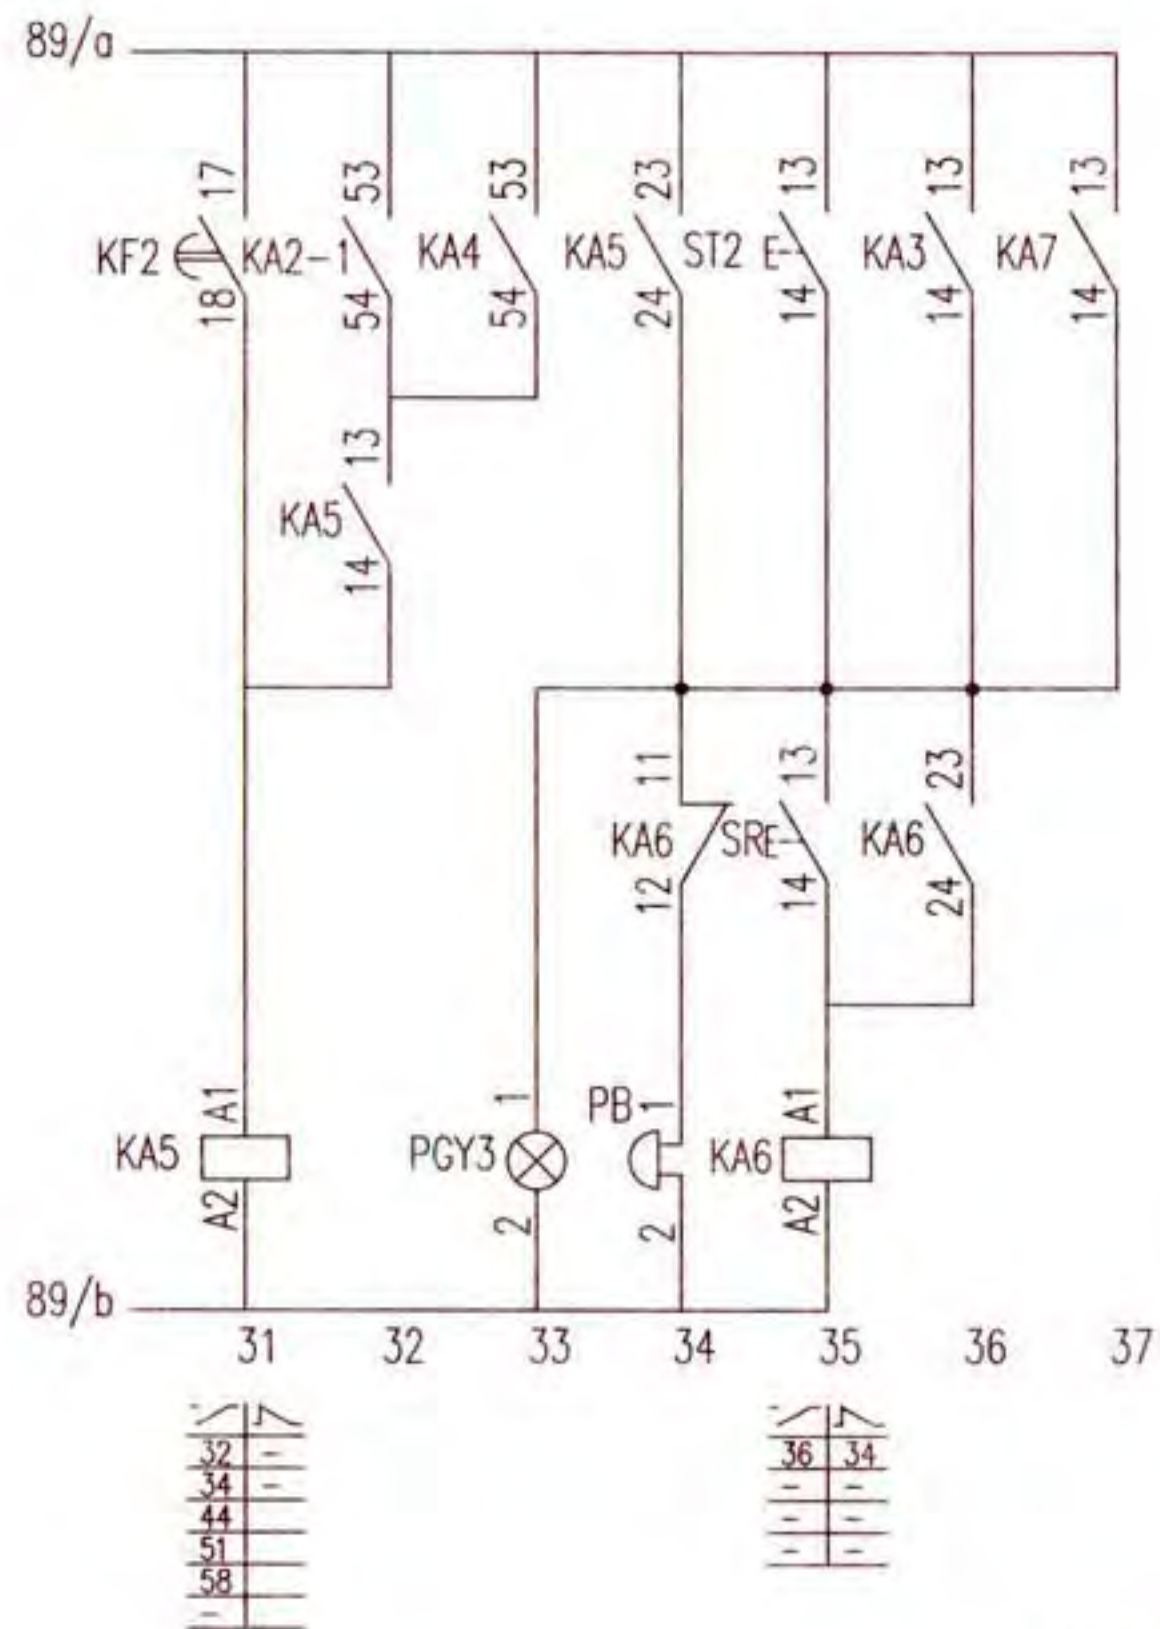 89/a
17 53 53 23 13 13 13
KF2 KA2-1 KA4 KA5 ST2 E KA3 KA7
18 54 54 24 14 14 14
13
KA5
14
11 13 23
KA6 SRE KA6
12 14 24
A1 1 1 A1
KA5 PGY3 PB KA6
A2 2 2 A2
89/b
31 32 33 34 35 36 37
32 - 36 34
34 - - -
44 - -
51 - -
58
-